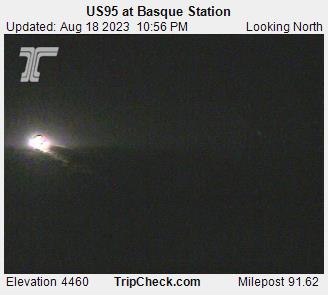 US95 at Basque Station
Updated: Aug 18 2023 10:56 PM Looking North
Elevation 4460 TripCheck.com Milepost 91.62